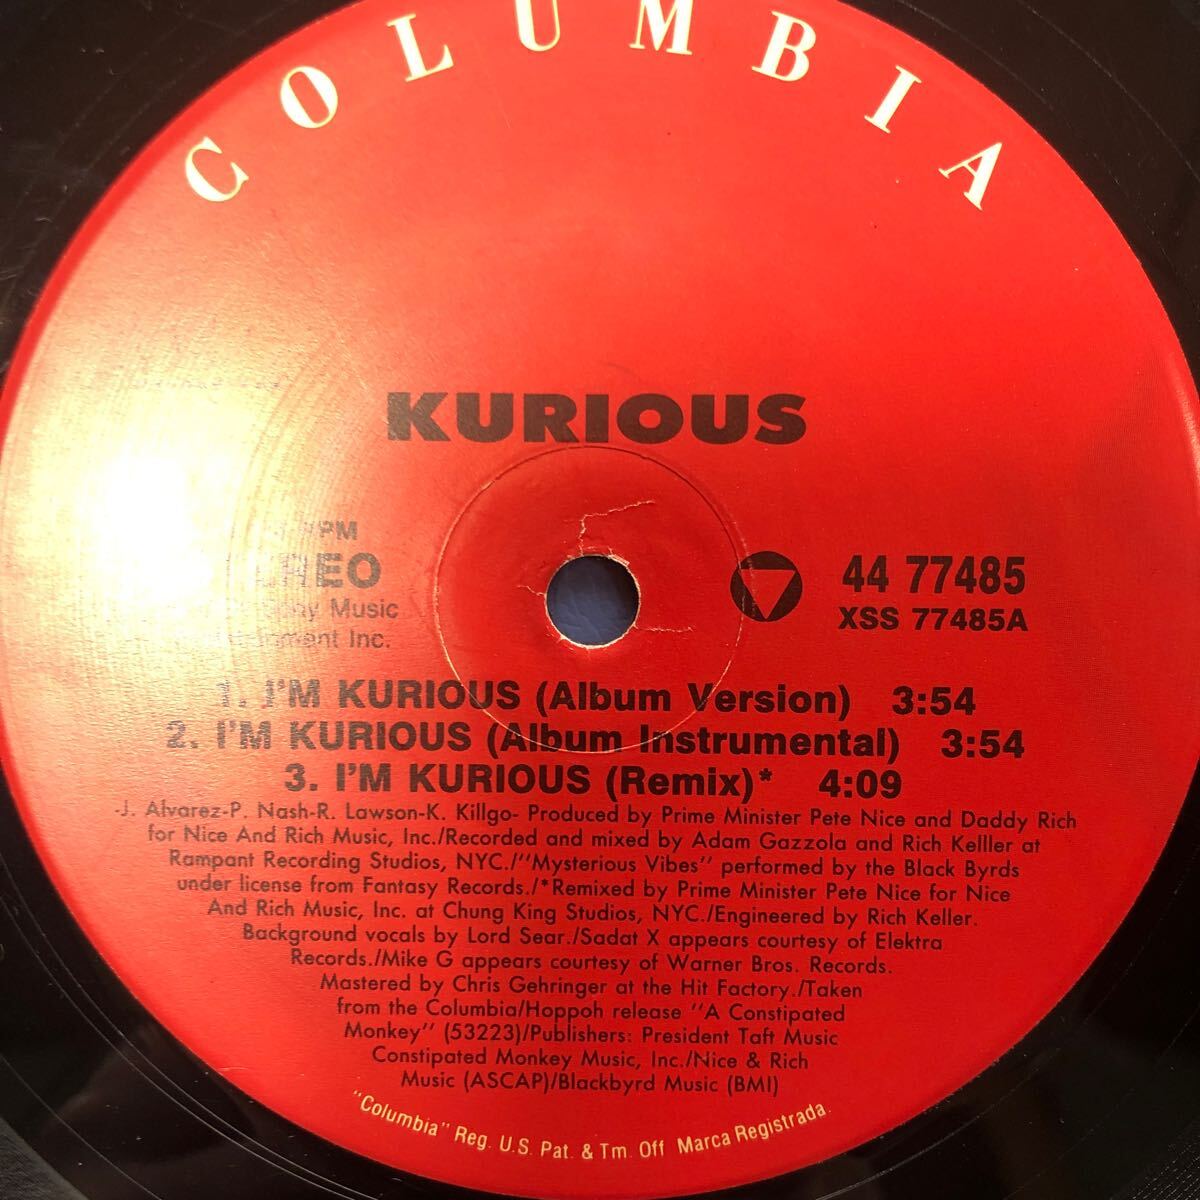 COLUMBIA
KURIOUS
44 77485
XSS 77485A
Music
Inc.
1. I'M KURIOUS (Album Version) 3:54
2. I'M KURIOUS (Album Instrumental) 3:54
3. I'M KURIOUS (Remix)* 4:09
-J. Alvarez-P. Nash-R. Lawson-K. Killgo- Produced by Prime Minister Pete Nice and Daddy Rich
for Nice And Rich Music, Inc./Recorded and mixed by Adam Gazzola and Rich Kelller at
Rampant Recording Studios, NYC./"Mysterious Vibes" performed by the Black Byrds
under license from Fantasy Records./*Remixed by Prime Minister Pete Nice for Nice
And Rich Music, Inc. at Chung King Studios, NYC./Engineered by Rich Keller.
Background vocals by Lord Sear./Sadat X appears courtesy of Elektra
Records./Mike G appears courtesy of Warner Bros. Records.
Mastered by Chris Gehringer at the Hit Factory./Taken
from the Columbia/Hoppoh release "A Constipated
Monkey" (53223)/Publishers: President Taft Music
Constipated Monkey Music, Inc./Nice & Rich
Music (ASCAP)/Blackbyrd Music (BMI)
"Columbia" Reg. U.S. Pat. & Tm. Off Marca Registrada.